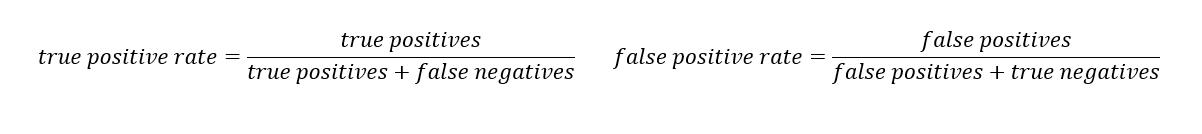 true positive rate = true positives / true positives + false negatives
false positive rate = false positives / false positives + true negatives